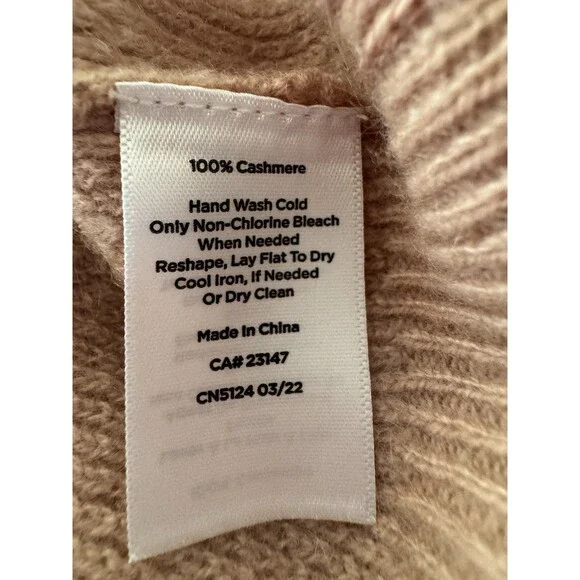 100% Cashmere
Hand Wash Cold
Only Non-Chlorine Bleach
When Needed
Reshape, Lay Flat To Dry
Cool Iron, If Needed
Or Dry Clean
Made In China
CA# 23147
CN5124 03/22